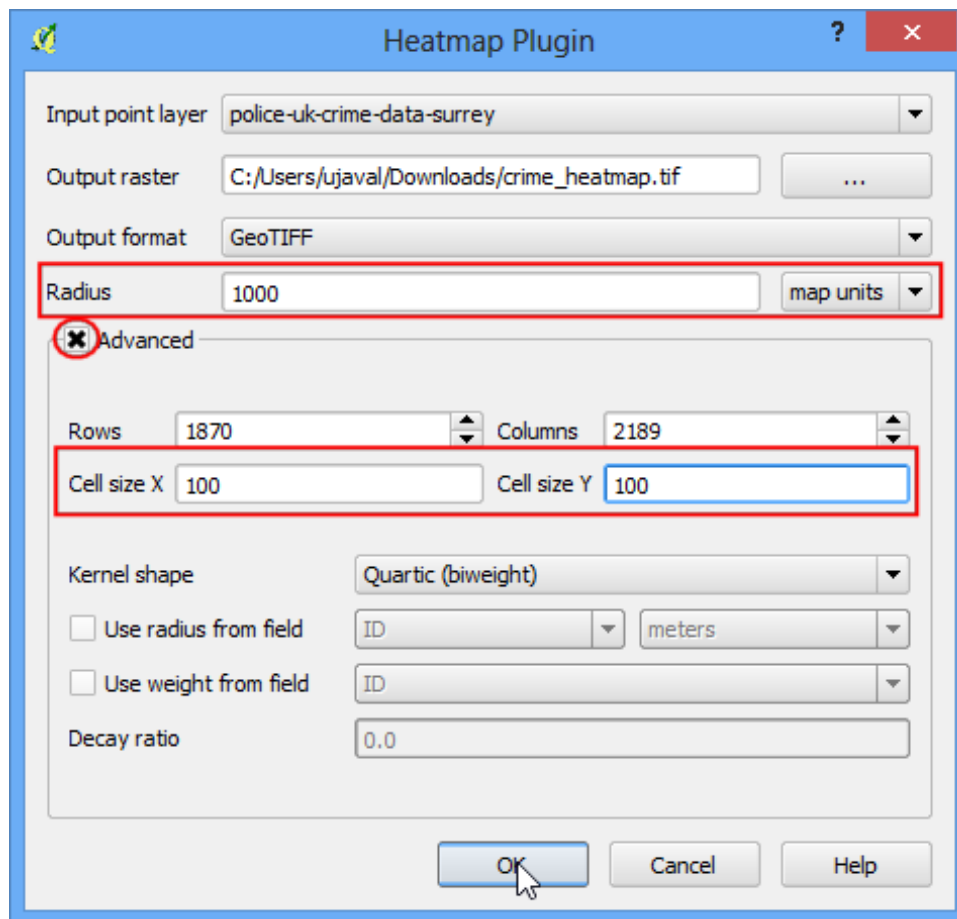 Heatmap Plugin ?
Input point layer police-uk-crime-data-surrey
Output raster C:/Users/ujaval/Downloads/crime_heatmap.tif ...
Output format GeoTIFF
Radius 1000 map units
Advanced
Rows 1870 Columns 2189
Cell size X 100 Cell size Y 100
Kernel shape Quartic (biweight)
Use radius from field ID meters
Use weight from field ID
Decay ratio 0.0
OK Cancel Help